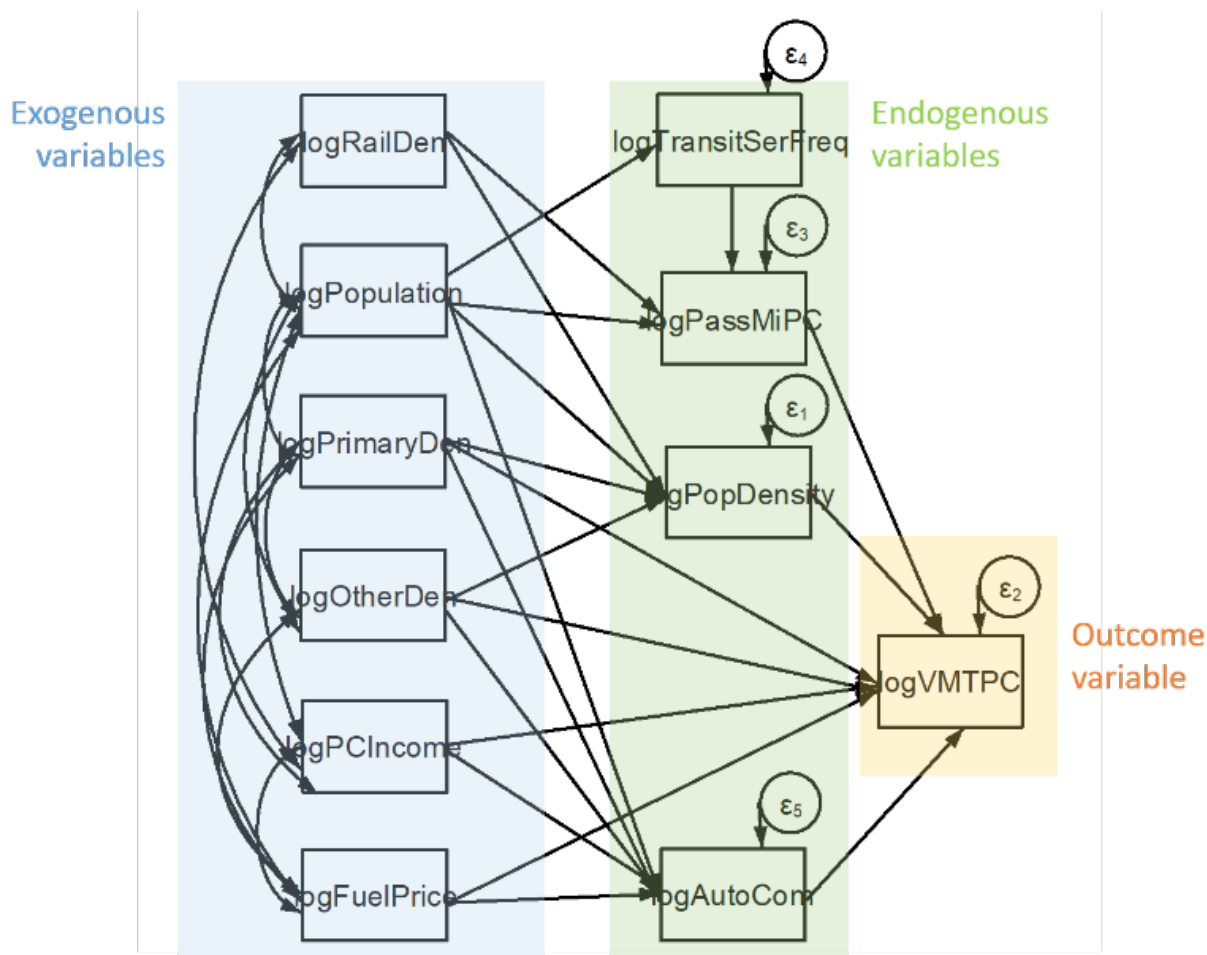 ε4
Exogenous
variables
logRailDen
logTransitSerFreq
Endogenous
variables
ε3
logPopulation
logPassMiPC
ε1
logPrimaryDen
logPopDensity
ε2
logOtherDen
Outcome
variable
logVMTPC
logPCIncome
ε5
logFuelPrice
logAutoCom